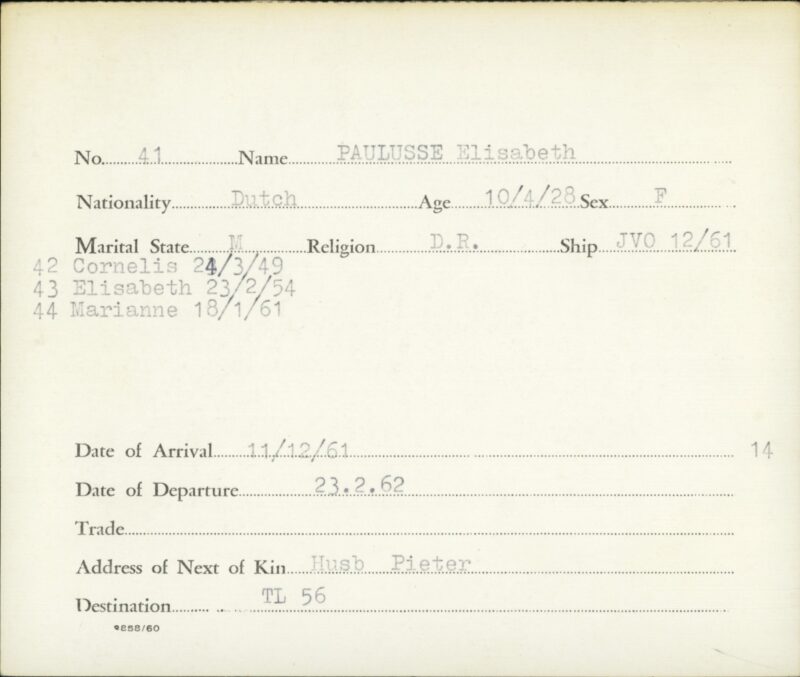 No. 41 Name PAULUSSE Elisabeth
Nationality Dutch Age 10/4/28 Sex F
Marital State M Religion D.R. Ship JVO 12/61
42 Cornelis 24/3/49
43 Elisabeth 23/2/54
44 Marianne 18/1/61
Date of Arrival 11/12/61 14
Date of Departure 23.2.62
Trade
Address of Next of Kin Husb Pieter
Destination TL 56
9858/60